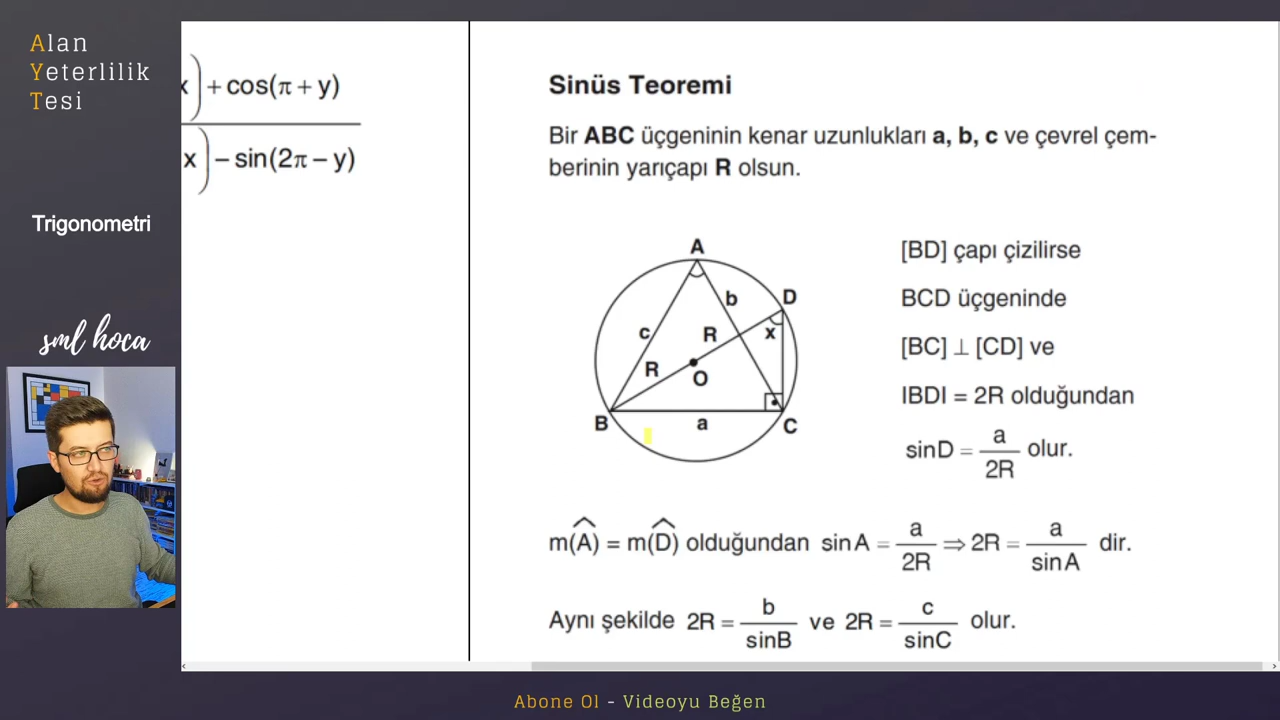 Alan
Yeterlilik
Tesi
Trigonometri
sml hoca
x) + cos(π + y)
x) − sin(2π − y)
Sinüs Teoremi
Bir ABC üçgeninin kenar uzunlukları a, b, c ve çevrel çem-
berinin yarıçapı R olsun.
A
b
D
c
R
x
R
O
B
a
C
[BD] çapı çizilirse
BCD üçgeninde
[BC] ⊥ [CD] ve
IBDI = 2R olduğundan
sinD = a/2R olur.
m(Â) = m(D̂) olduğundan sinA = a/2R ⇒ 2R = a/sinA dir.
Aynı şekilde 2R = b/sinB ve 2R = c/sinC olur.
Abone Ol - Videoyu Beğen